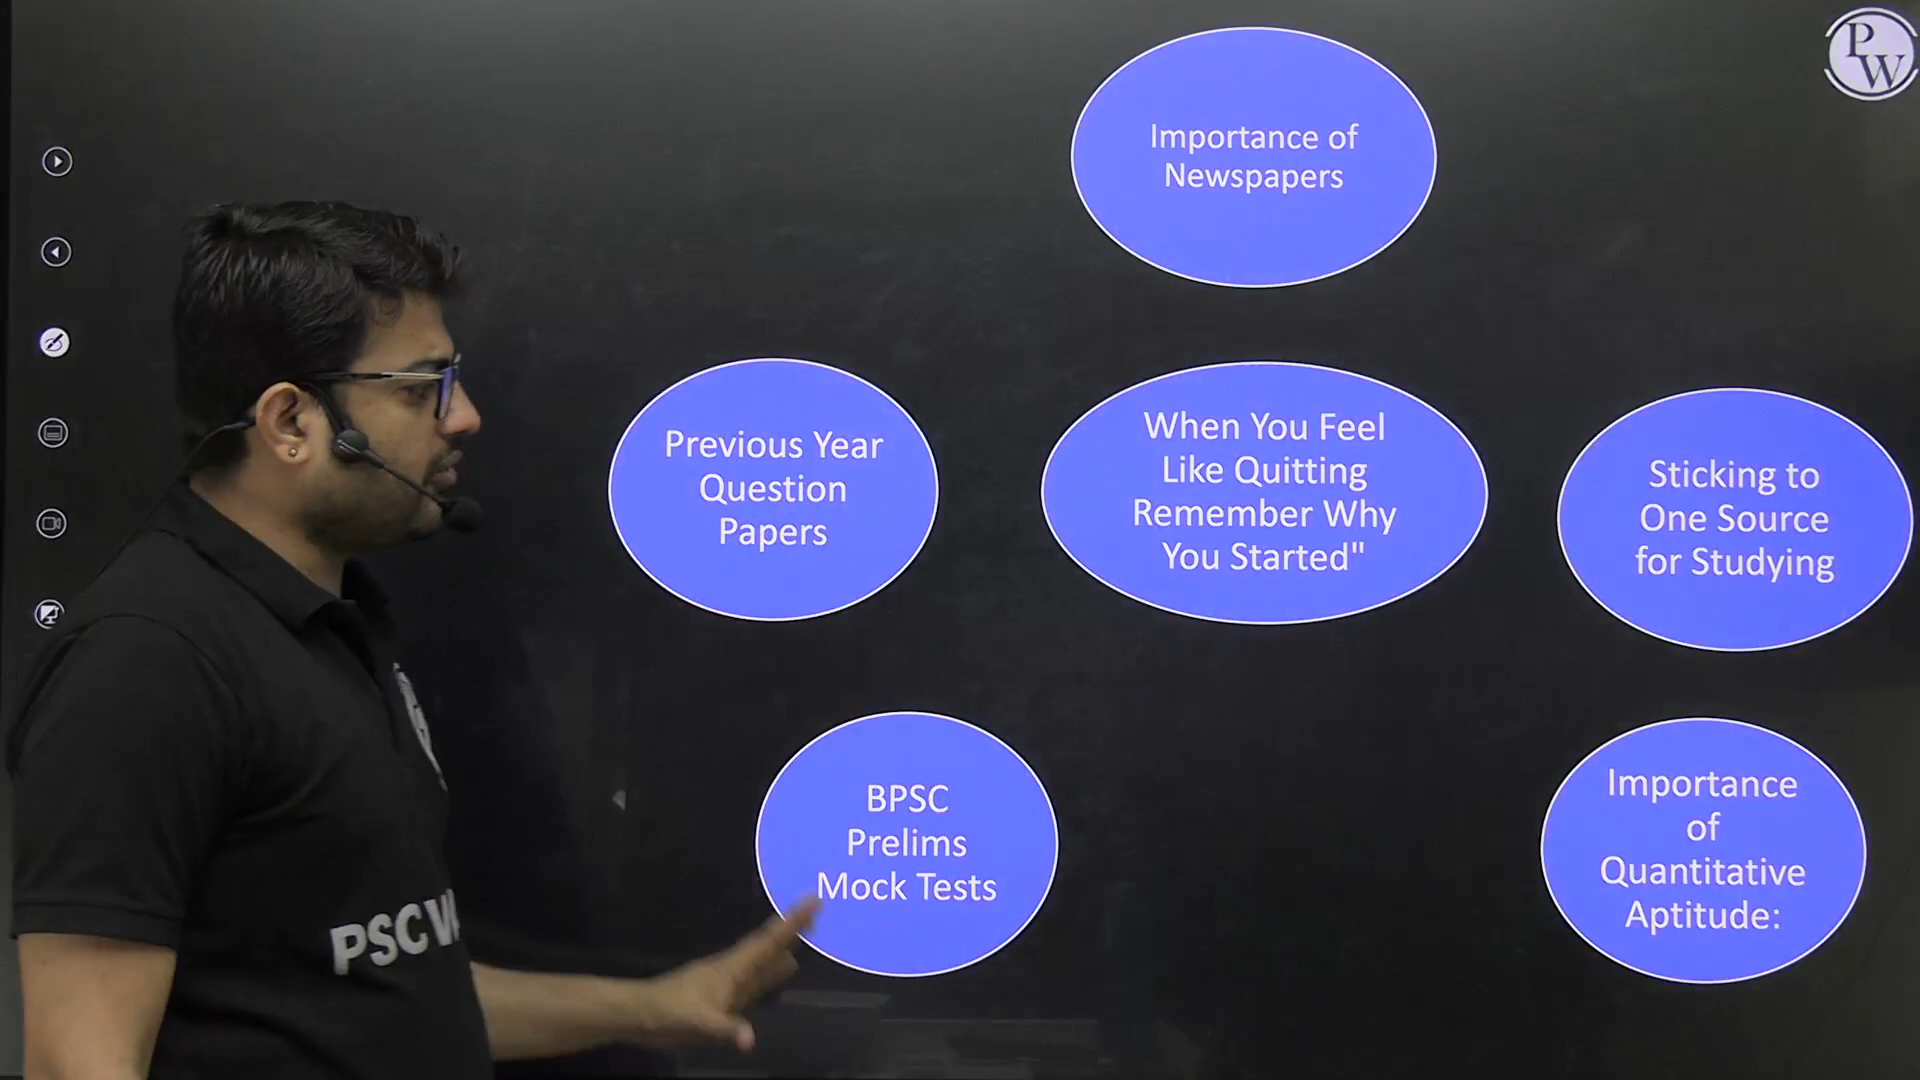 PW
Importance of
Newspapers
Previous Year
Question
Papers
When You Feel
Like Quitting
Remember Why
You Started"
Sticking to
One Source
for Studying
BPSC
Prelims
Mock Tests
Importance
of
Quantitative
Aptitude:
PSC W